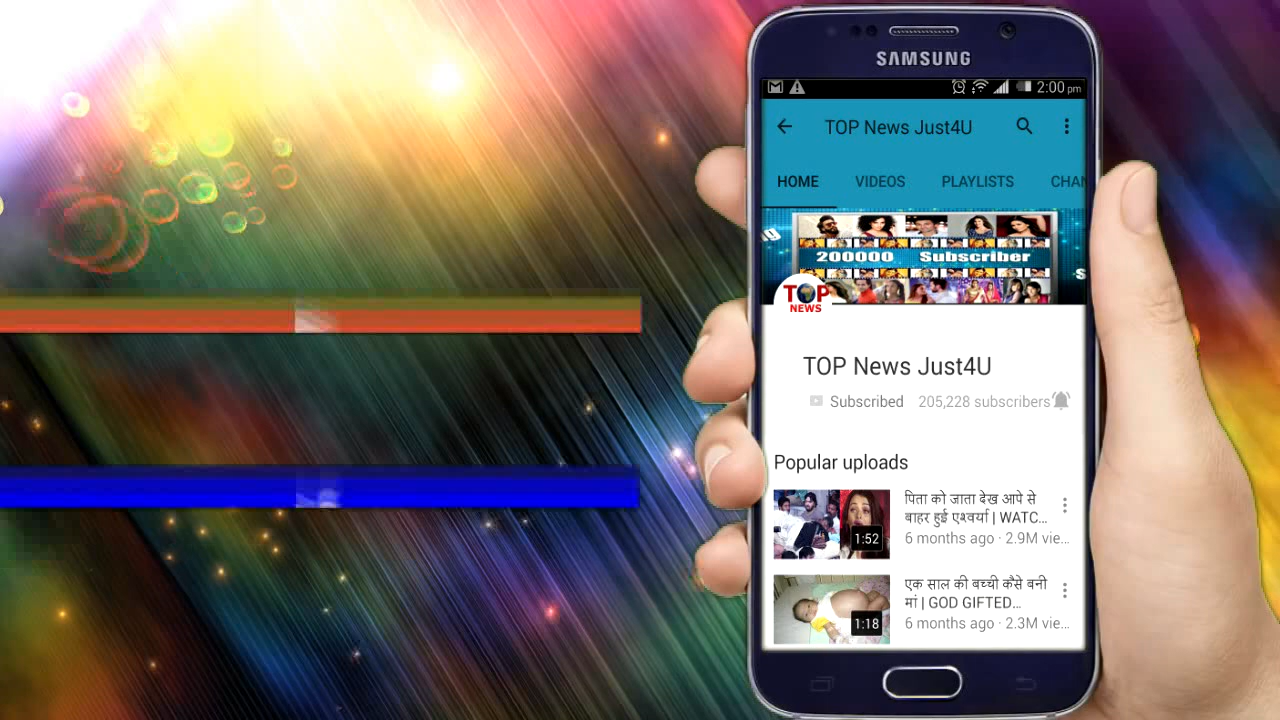 SAMSUNG
2:00 pm
TOP News Just4U
HOME VIDEOS PLAYLISTS CHAN
200000 Subscriber
TOP
NEWS
TOP News Just4U
Subscribed 205,228 subscribers
Popular uploads
पिता को जाता देख आपे से
बाहर हुई एश्वर्या | WATC...
6 months ago · 2.9M vie...
1:52
एक साल की बच्ची कैसे बनी
मां | GOD GIFTED...
6 months ago · 2.3M vie...
1:18